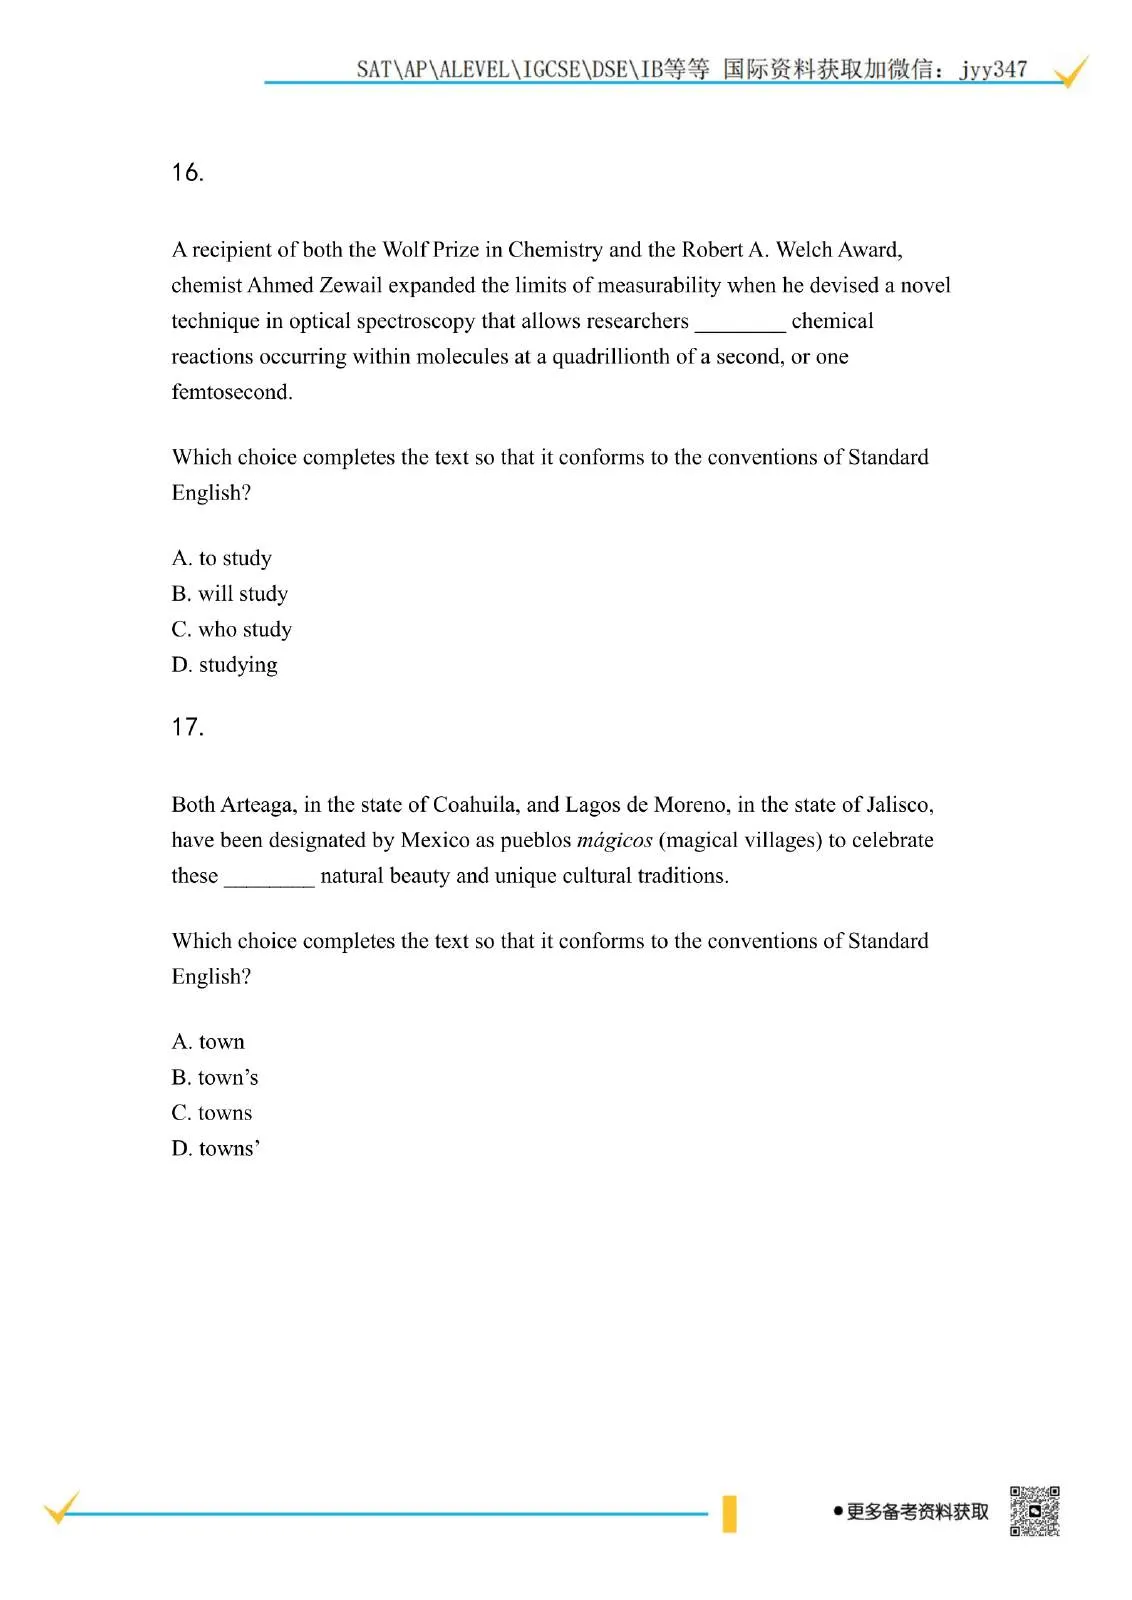 SAT\AP\ALEVEL\IGCSE\DSE\IB等等 国际资料获取加微信：jyy347
16.
A recipient of both the Wolf Prize in Chemistry and the Robert A. Welch Award,
chemist Ahmed Zewail expanded the limits of measurability when he devised a novel
technique in optical spectroscopy that allows researchers ________ chemical
reactions occurring within molecules at a quadrillionth of a second, or one
femtosecond.
Which choice completes the text so that it conforms to the conventions of Standard
English?
A. to study
B. will study
C. who study
D. studying
17.
Both Arteaga, in the state of Coahuila, and Lagos de Moreno, in the state of Jalisco,
have been designated by Mexico as pueblos mágicos (magical villages) to celebrate
these ________ natural beauty and unique cultural traditions.
Which choice completes the text so that it conforms to the conventions of Standard
English?
A. town
B. town’s
C. towns
D. towns’
●更多备考资料获取